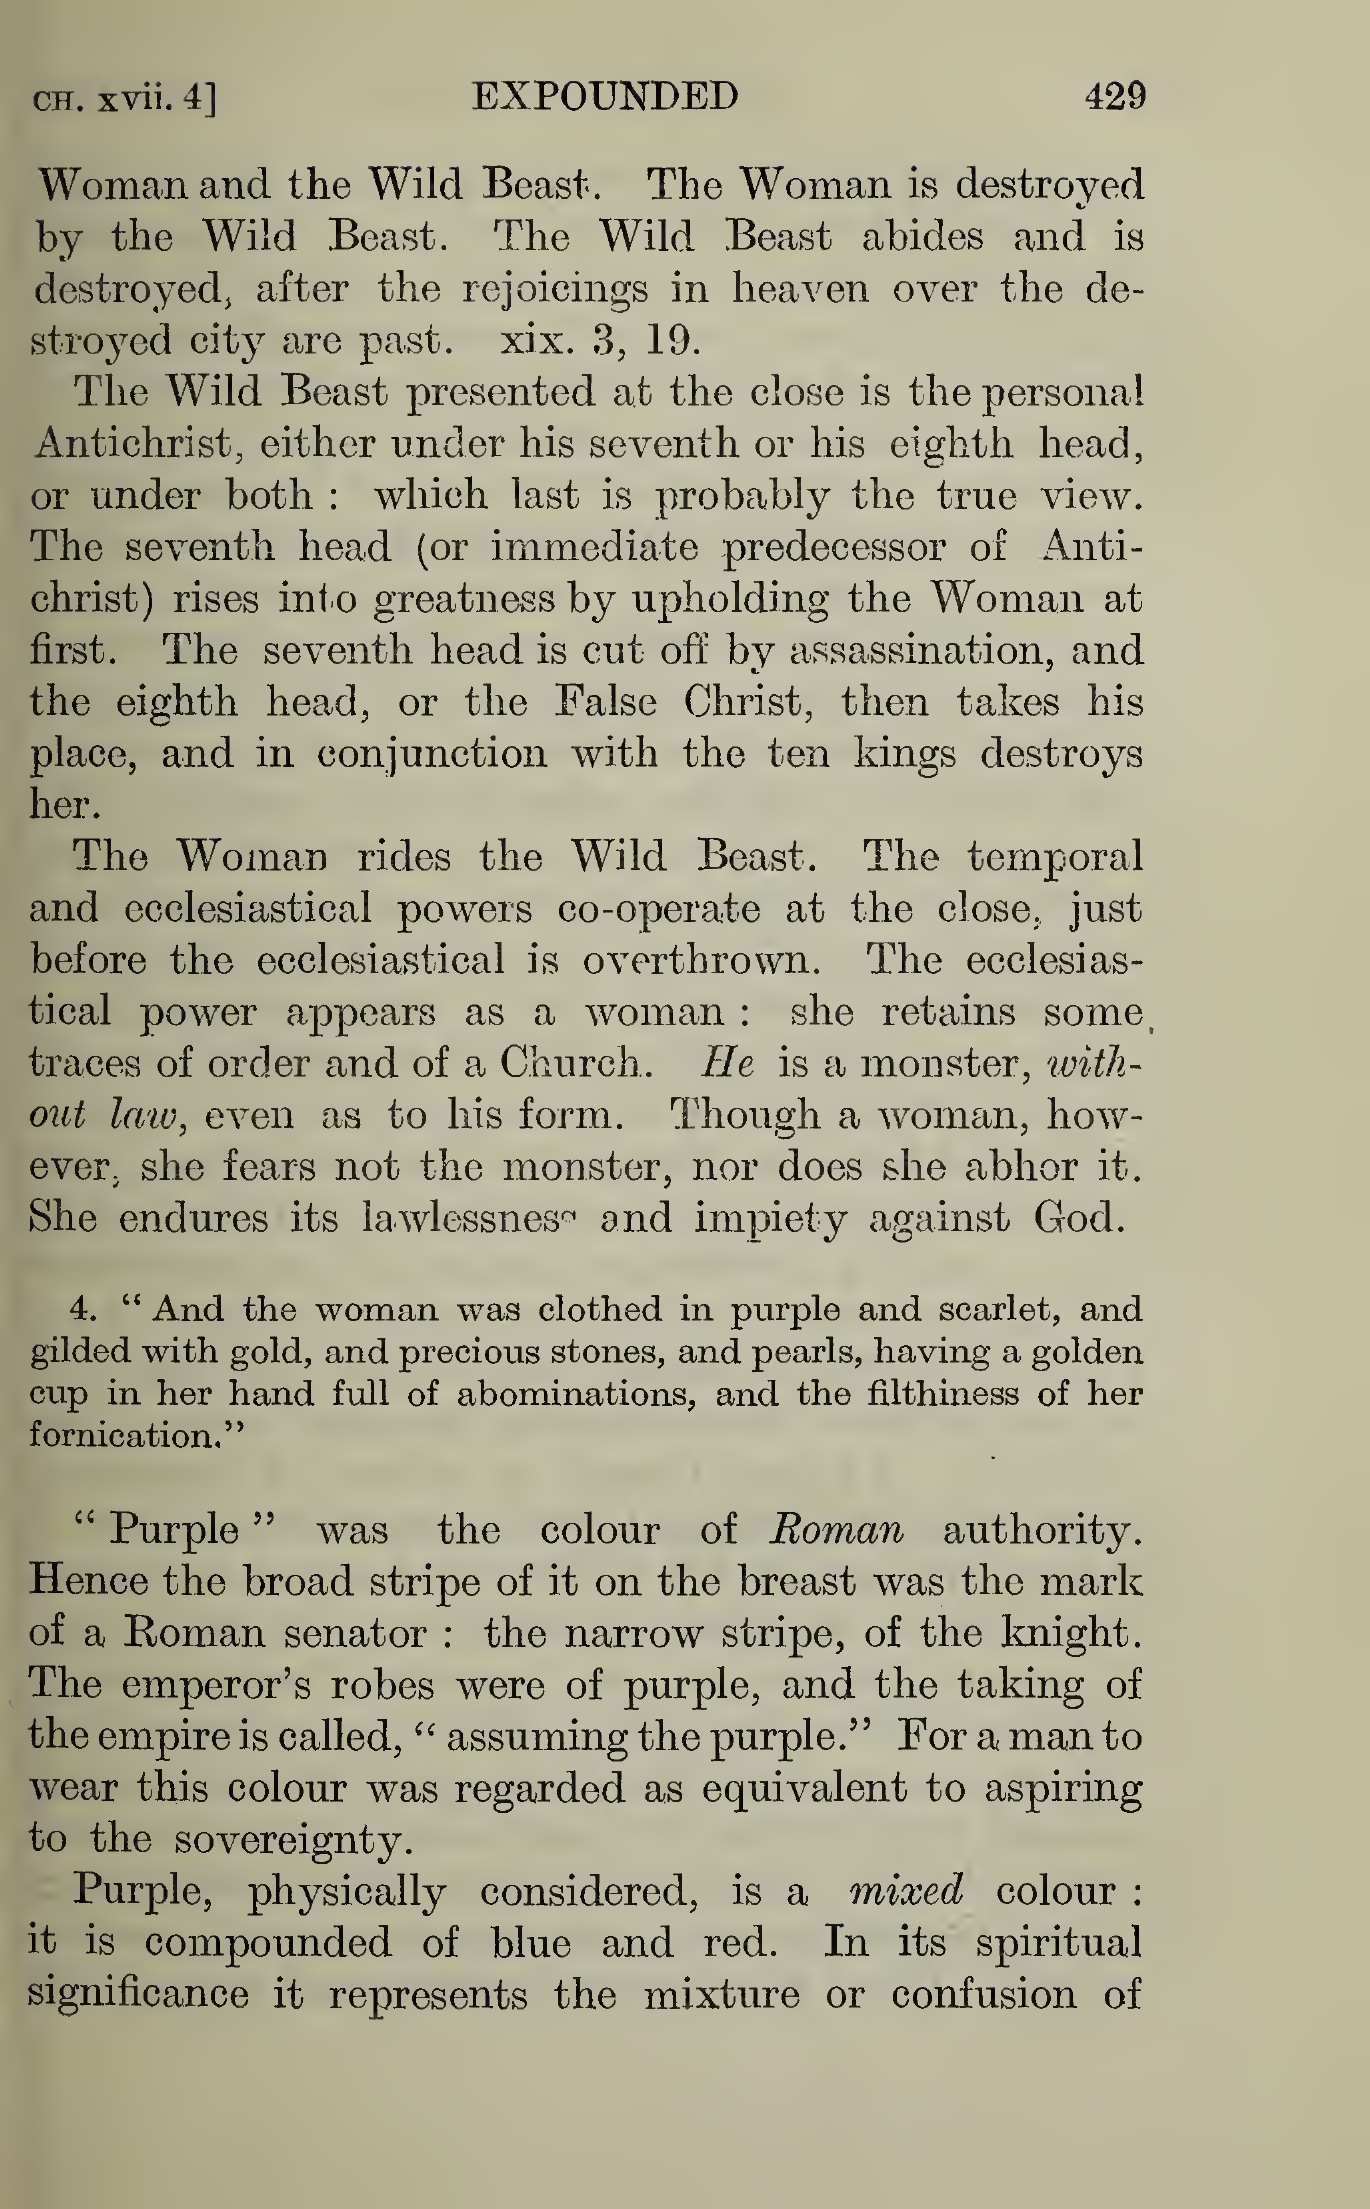 CH. xvii. 4] EXPOUNDED 429
Woman and the Wild Beast. The Woman is destroyed
by the Wild Beast. The Wild Beast abides and is
destroyed, after the rejoicings in heaven over the de-
stroyed city are past. xix. 3, 19.
The Wild Beast presented at the close is the personal
Antichrist, either under his seventh or his eighth head,
or under both : which last is probably the true view.
The seventh head (or immediate predecessor of Anti-
christ) rises into greatness by upholding the Woman at
first. The seventh head is cut off by assassination, and
the eighth head, or the False Christ, then takes his
place, and in conjunction with the ten kings destroys
her.
The Woman rides the Wild Beast. The temporal
and ecclesiastical powers co-operate at the close, just
before the ecclesiastical is overthrown. The ecclesias-
tical power appears as a woman : she retains some
traces of order and of a Church. He is a monster, with-
out law, even as to his form. Though a woman, how-
ever, she fears not the monster, nor does she abhor it.
She endures its lawlessness and impiety against God.
4. “ And the woman was clothed in purple and scarlet, and
gilded with gold, and precious stones, and pearls, having a golden
cup in her hand full of abominations, and the filthiness of her
fornication.”
“ Purple ” was the colour of Roman authority.
Hence the broad stripe of it on the breast was the mark
of a Roman senator : the narrow stripe, of the knight.
The emperor’s robes were of purple, and the taking of
the empire is called, “ assuming the purple.” For a man to
wear this colour was regarded as equivalent to aspiring
to the sovereignty.
Purple, physically considered, is a mixed colour :
it is compounded of blue and red. In its spiritual
significance it represents the mixture or confusion of